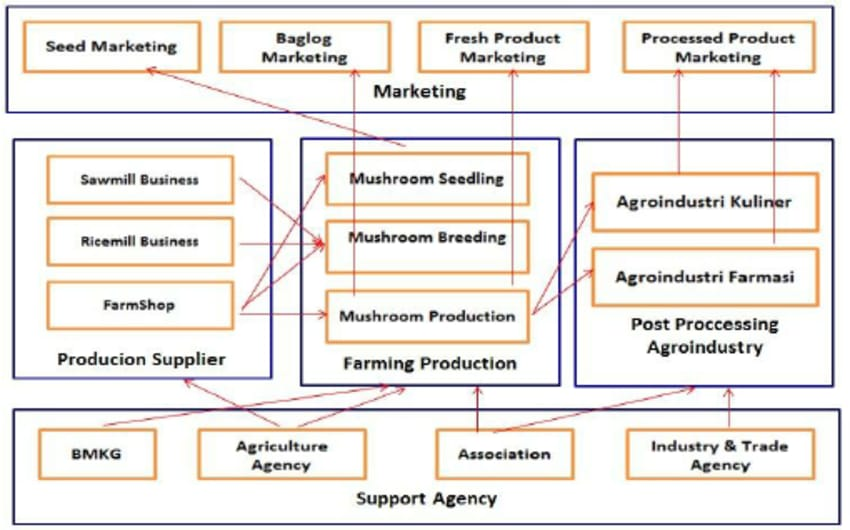 Seed Marketing
Baglog
Marketing
Fresh Product
Marketing
Processed Product
Marketing
Marketing
Sawmill Business
Ricemill Business
FarmShop
Producion Supplier
Mushroom Seedling
Mushroom Breeding
Mushroom Production
Farming Production
Agroindustri Kuliner
Agroindustri Farmasi
Post Proccessing
Agroindustry
BMKG
Agriculture
Agency
Association
Industry & Trade
Agency
Support Agency